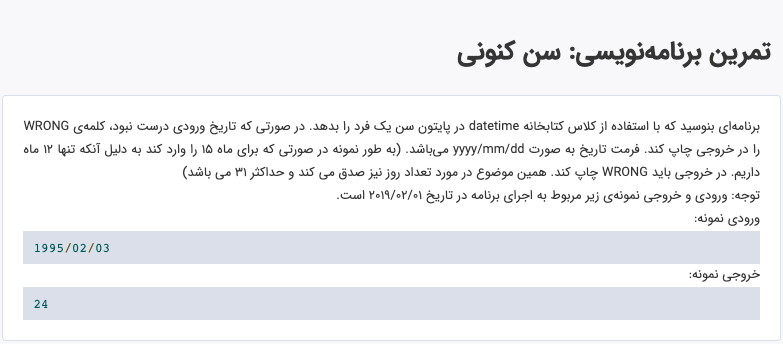 تمرین برنامه‌نویسی: سن کنونی
برنامه‌ای بنوسید که با استفاده از کلاس کتابخانه datetime در پایتون سن یک فرد را بدهد. در صورتی که تاریخ ورودی درست نبود، کلمه‌ی WRONG
را در خروجی چاپ کند. فرمت تاریخ به صورت yyyy/mm/dd می‌باشد. (به طور نمونه در صورتی که برای ماه ۱۵ را وارد کند به دلیل آنکه تنها ۱۲ ماه
داریم. در خروجی باید WRONG چاپ کند. همین موضوع در مورد تعداد روز نیز صدق می کند و حداکثر ۳۱ می باشد)
توجه: ورودی و خروجی نمونه‌ی زیر مربوط به اجرای برنامه در تاریخ ۲۰۱۹/۰۲/۰۱ است.
ورودی نمونه:
1995/02/03
خروجی نمونه:
24